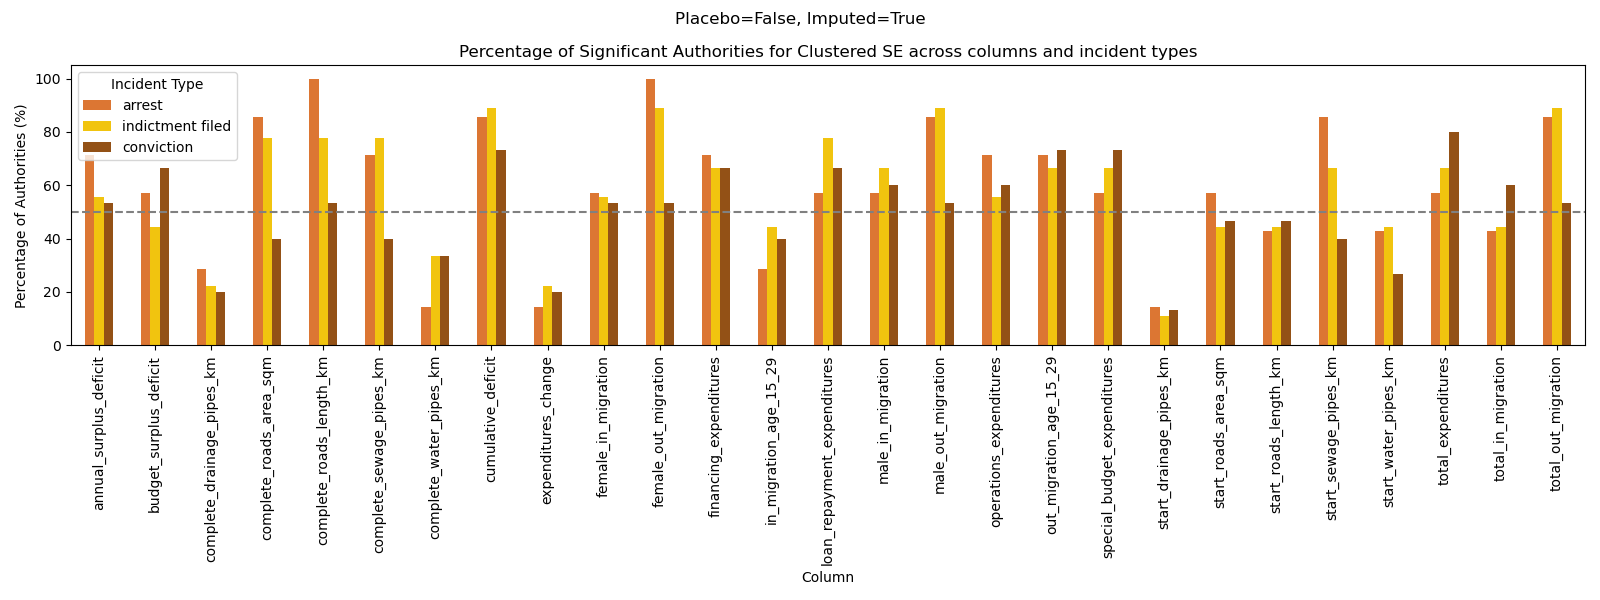 Placebo=False, Imputed=True
Percentage of Significant Authorities for Clustered SE across columns and incident types
Incident Type
arrest
indictment filed
conviction
Percentage of Authorities (%)
100
80
60
40
20
0
annual_surplus_deficit
budget_surplus_deficit
complete_drainage_pipes_km
complete_roads_area_sqm
complete_roads_length_km
complete_sewage_pipes_km
complete_water_pipes_km
cumulative_deficit
expenditures_change
female_in_migration
female_out_migration
financing_expenditures
in_migration_age_15_29
loan_repayment_expenditures
male_in_migration
male_out_migration
operations_expenditures
out_migration_age_15_29
special_budget_expenditures
start_drainage_pipes_km
start_roads_area_sqm
start_roads_length_km
start_sewage_pipes_km
start_water_pipes_km
total_expenditures
total_in_migration
total_out_migration
Column